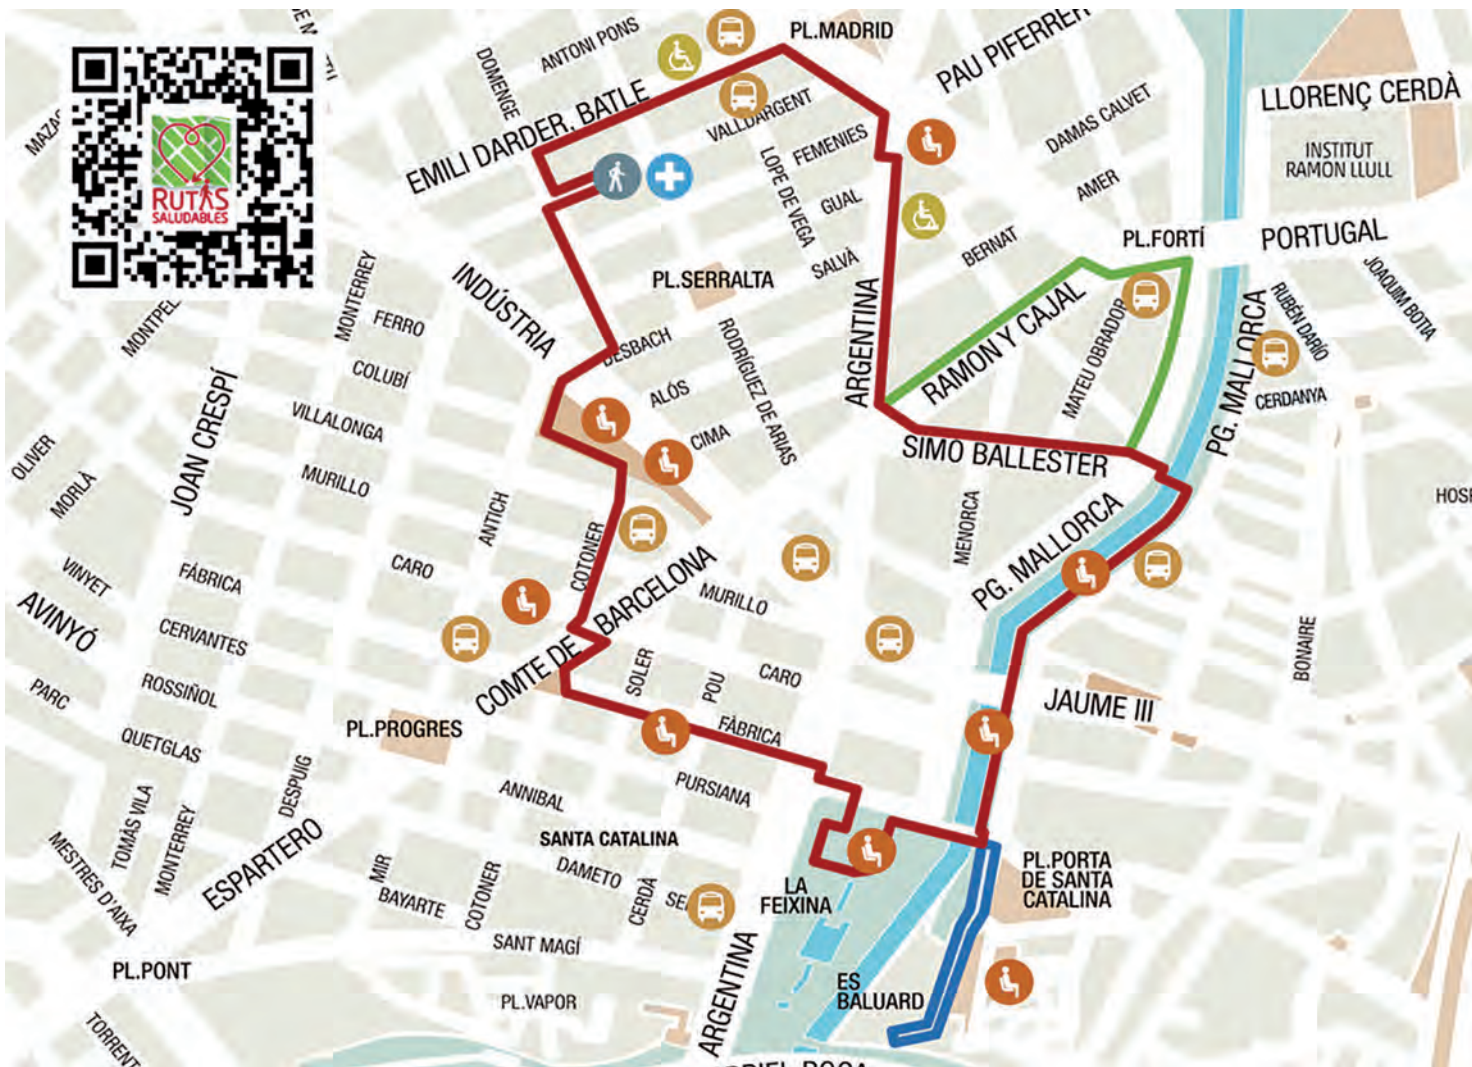 ANTONI PONS
PL.MADRID
PAU PIFERRER
DOMENGE
EMILI DARDER. BATLE
LLORENÇ CERDÀ
VALLDARGENT
FEMENIES
DAMAS CALVET
INSTITUT
RAMON LLULL
RUTAS
SALUDABLES
LOPE DE VEGA
GUAL
AMER
SALVÀ
BERNAT
PL.FORTÍ
PORTUGAL
JOAQUIM BOTIA
RUBÉN DARÍO
INDÚSTRIA
PL.SERRALTA
MONTERREY
FERRO
COLUBÍ
ARGENTINA
RAMON Y CAJAL
MATEU OBRADOR
PG. MALLORCA
CERDANYA
DESBACH
RODRÍGUEZ DE ARIAS
ALÓS
CIMA
JOAN CRESPÍ
VILLALONGA
MURILLO
OLIVER
MORLÀ
SIMO BALLESTER
MENORCA
PG. MALLORCA
ANTICH
COTONER
CARO
VINYET
AVINYÓ
FÁBRICA
CERVANTES
ROSSIÑOL
PARC
QUETGLAS
COMTE DE BARCELONA
MURILLO
SOLER
POU
CARO
FÀBRICA
BONAIRE
JAUME III
PL.PROGRES
PURSIANA
ANNIBAL
DESPUIG
TOMÀS VILA
MONTERREY
ESPARTERO
MESTRES D'AIXA
SANTA CATALINA
DAMETO
MIR
BAYARTE
COTONER
CERDÀ
LA
FEIXINA
PL.PORTA
DE SANTA
CATALINA
SANT MAGÍ
PL.PONT
PL.VAPOR
ARGENTINA
ES
BALUARD
TORRENT